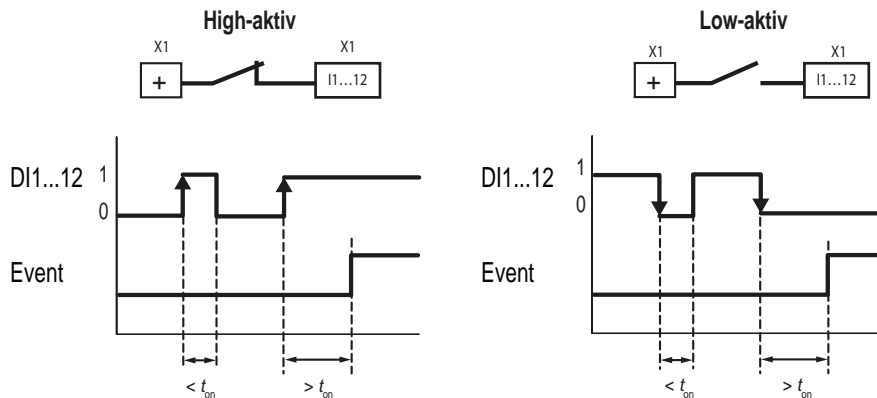 High-aktiv
X1 X1
+ I1...12
DI1...12 1
0
Event
< ton > ton
Low-aktiv
X1 X1
+ I1...12
DI1...12 1
0
Event
< ton > ton